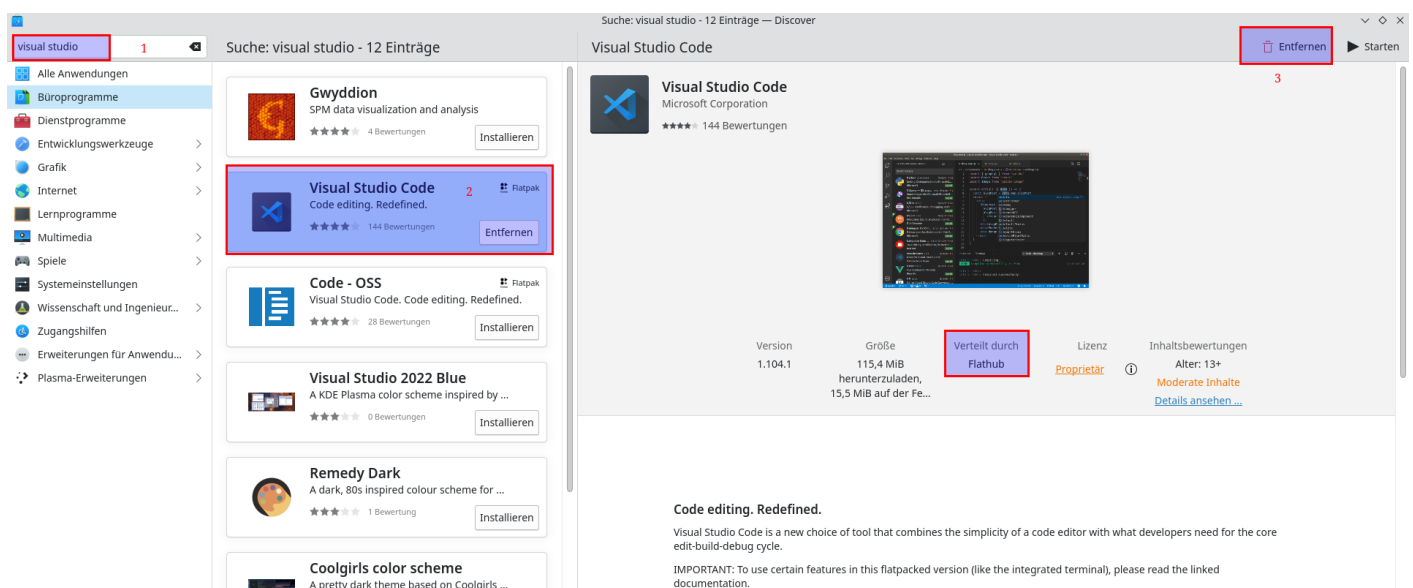 Suche: visual studio - 12 Einträge — Discover
visual studio
1
Alle Anwendungen
Büroprogramme
Dienstprogramme
Entwicklungswerkzeuge
Grafik
Internet
Lernprogramme
Multimedia
Spiele
Systemeinstellungen
Wissenschaft und Ingenieur...
Zugangshilfen
Erweiterungen für Anwendu...
Plasma-Erweiterungen
Suche: visual studio - 12 Einträge
Gwyddion
SPM data visualization and analysis
4 Bewertungen
Installieren
Visual Studio Code
2
Flatpak
Code editing. Redefined.
144 Bewertungen
Entfernen
Code - OSS
Flatpak
Visual Studio Code. Code editing. Redefined.
28 Bewertungen
Installieren
Visual Studio 2022 Blue
A KDE Plasma color scheme inspired by ...
0 Bewertungen
Installieren
Remedy Dark
A dark, 80s inspired colour scheme for ...
1 Bewertung
Installieren
Coolgirls color scheme
A pretty dark theme based on Coolgirls ...
Visual Studio Code
Entfernen
Starten
3
Visual Studio Code
Microsoft Corporation
144 Bewertungen
Version
1.104.1
Größe
115,4 MiB
herunterzuladen,
15,5 MiB auf der Fe...
Verteilt durch
Flathub
Lizenz
Proprietär
Inhaltsbewertungen
Alter: 13+
Moderate Inhalte
Details ansehen ...
Code editing. Redefined.
Visual Studio Code is a new choice of tool that combines the simplicity of a code editor with what developers need for the core
edit-build-debug cycle.
IMPORTANT: To use certain features in this flatpacked version (like the integrated terminal), please read the linked
documentation.